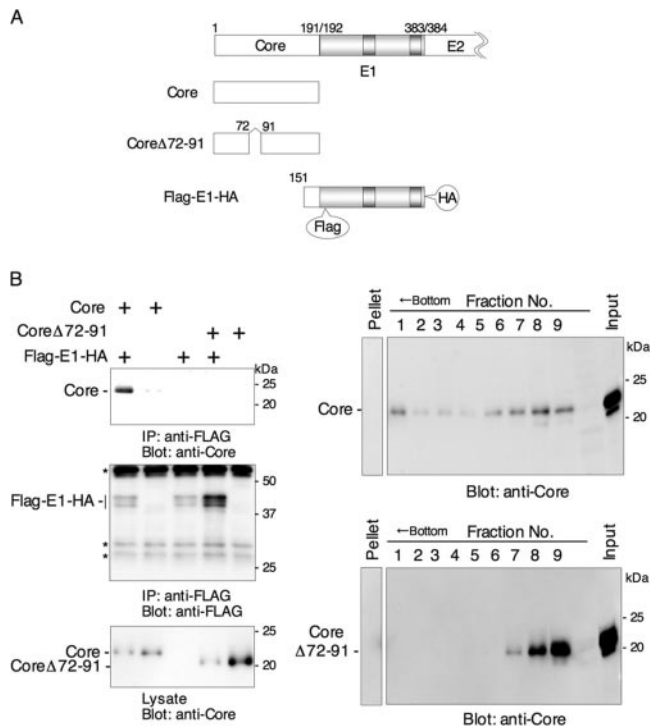 A
1 191/192 383/384
Core E2
E1
Core
72 91
CoreΔ72-91
151
Flag-E1-HA HA
Flag
B
Core + +
CoreΔ72-91 + +
Flag-E1-HA + + +
kDa
Core - - 25
- 20
IP: anti-FLAG
Blot: anti-Core
* - 50
Flag-E1-HA -
- 37
*
*
- 25
IP: anti-FLAG
Blot: anti-FLAG
- 25
Core
CoreΔ72-91 - 20
Lysate
Blot: anti-Core
Pellet
←Bottom Fraction No.
1 2 3 4 5 6 7 8 9
Input
kDa
- 25
Core - - 20
Blot: anti-Core
Pellet
←Bottom Fraction No.
1 2 3 4 5 6 7 8 9
Input
kDa
- 25
Core
Δ72-91 - - 20
Blot: anti-Core